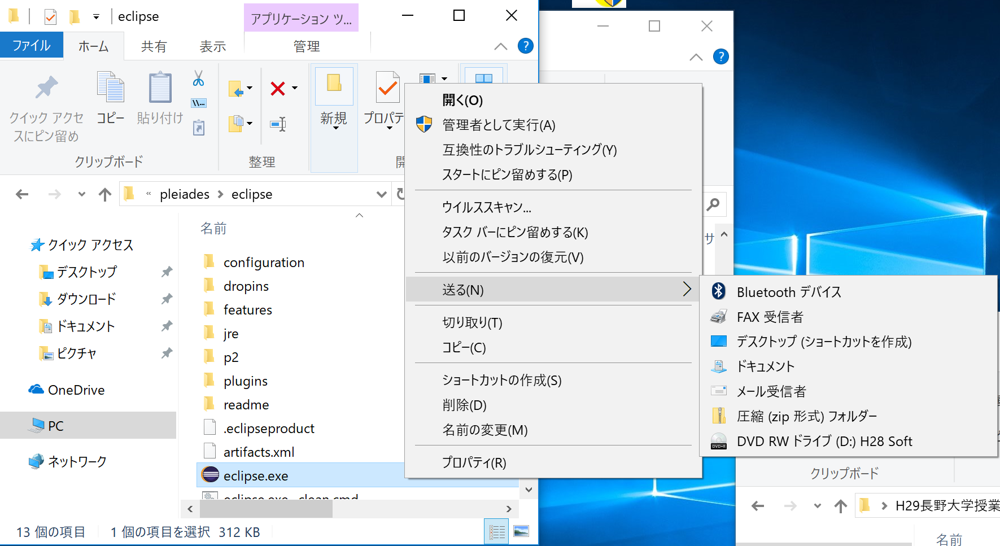 eclipse
アプリケーション ツ...
ファイル
ホーム
共有
表示
管理
クイック アクセ
スにピン留め
コピー
貼り付け
新規
プロパテ
クリップボード
整理
開
« pleiades > eclipse
名前
クイック アクセス
デスクトップ
ダウンロード
ドキュメント
ピクチャ
OneDrive
PC
ネットワーク
configuration
dropins
features
jre
p2
plugins
readme
.eclipseproduct
artifacts.xml
eclipse.exe
eclipse.exe -clean.cmd
13 個の項目
1 個の項目を選択 312 KB
開く(O)
管理者として実行(A)
互換性のトラブルシューティング(Y)
スタートにピン留めする(P)
ウイルススキャン...
タスク バーにピン留めする(K)
以前のバージョンの復元(V)
送る(N)
切り取り(T)
コピー(C)
ショートカットの作成(S)
削除(D)
名前の変更(M)
プロパティ(R)
サ
Bluetooth デバイス
FAX 受信者
デスクトップ (ショートカットを作成)
ドキュメント
メール受信者
圧縮 (zip 形式) フォルダー
DVD RW ドライブ (D:) H28 Soft
クリップボード
> H29長野大学授業
名前